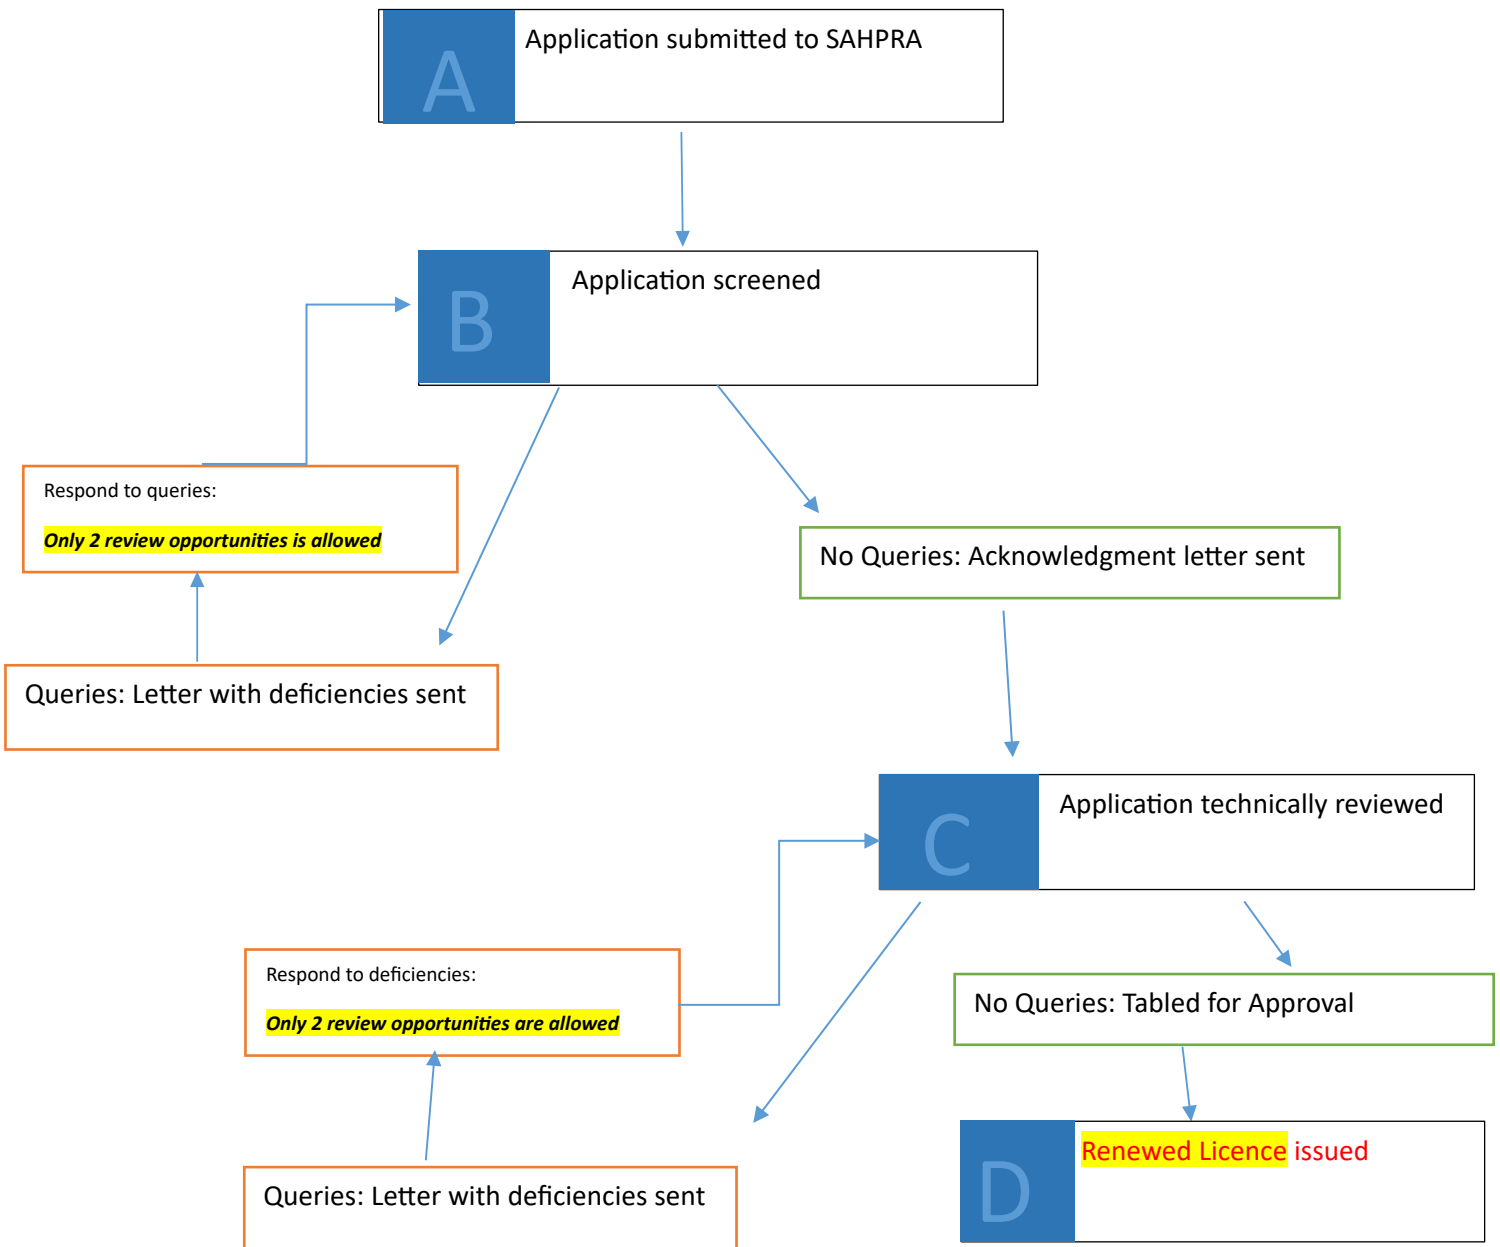 A
Application submitted to SAHPRA
B
Application screened
Respond to queries:
Only 2 review opportunities is allowed
No Queries: Acknowledgment letter sent
Queries: Letter with deficiencies sent
C
Application technically reviewed
Respond to deficiencies:
Only 2 review opportunities are allowed
No Queries: Tabled for Approval
Queries: Letter with deficiencies sent
D
Renewed Licence issued